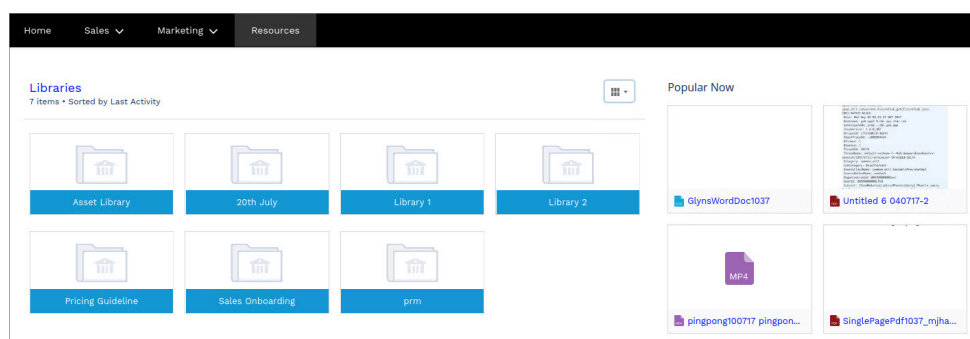 Home Sales Marketing Resources
Libraries
7 items • Sorted by Last Activity
Asset Library 20th July Library 1 Library 2
Pricing Guideline Sales Onboarding prm
Popular Now
GlynsWordDoc1037 Untitled 6 040717-2
MP4
pingpong100717 pingpon... SinglePagePdf1037_mjha...